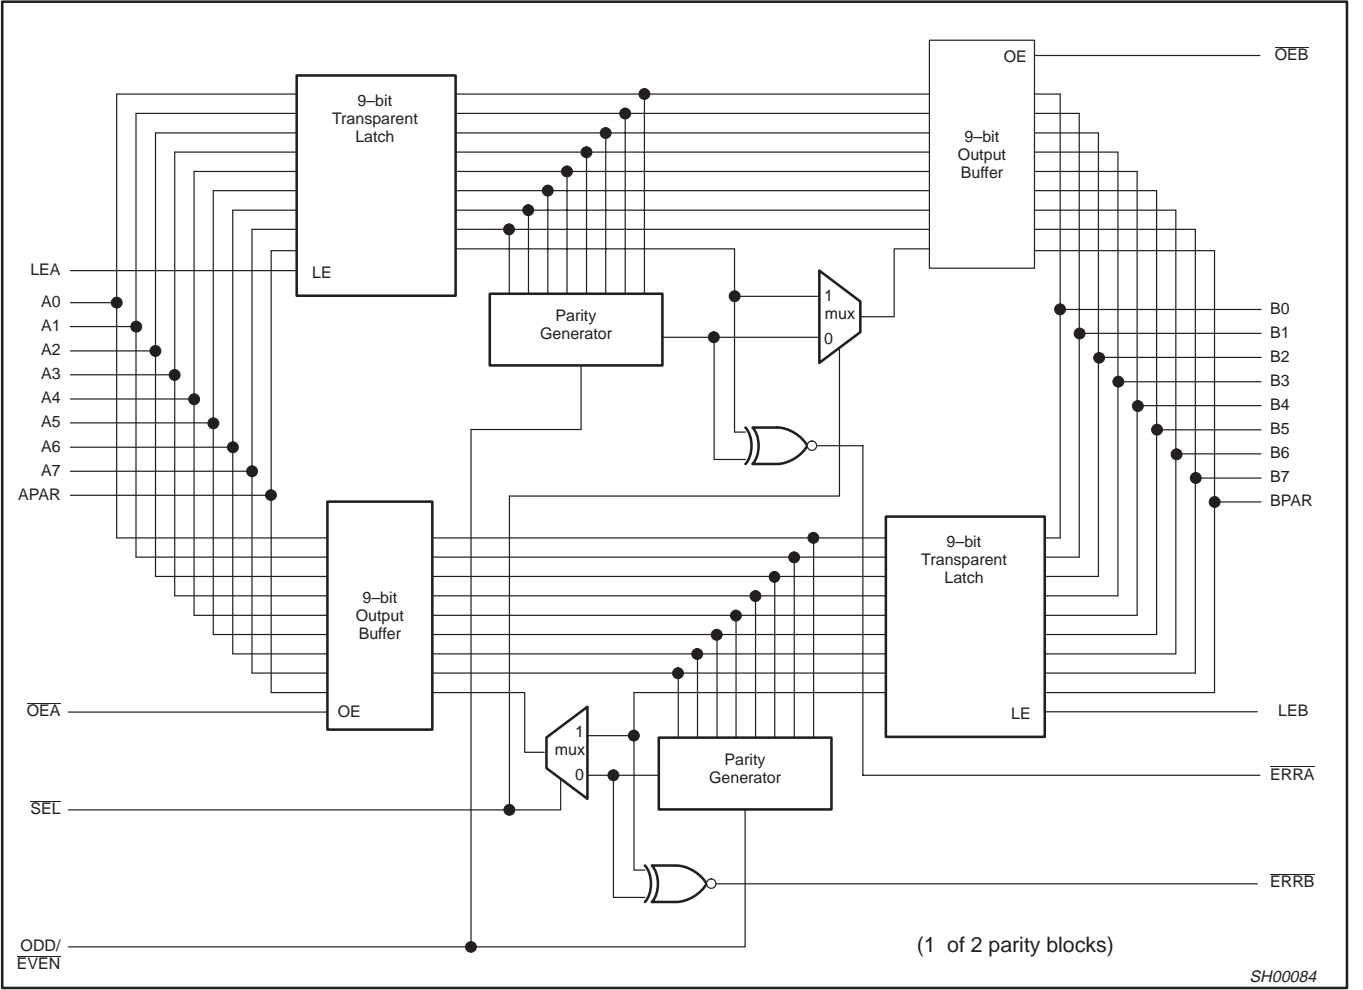 OE
OEB
9–bit
Transparent
Latch
9–bit
Output
Buffer
LEA
LE
A0
A1
A2
A3
A4
A5
A6
A7
APAR
Parity
Generator
1
mux
0
B0
B1
B2
B3
B4
B5
B6
B7
BPAR
9–bit
Output
Buffer
OE
OEA
9–bit
Transparent
Latch
LE
LEB
1
mux
0
Parity
Generator
ERRA
SEL
ERRB
ODD/
EVEN
(1 of 2 parity blocks)
SH00084